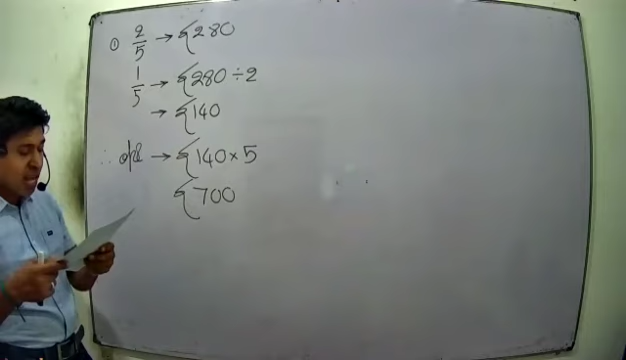 ① 2/5 → ₹280
1/5 → ₹280 ÷ 2
→ ₹140
∴ → ₹140 × 5
₹700